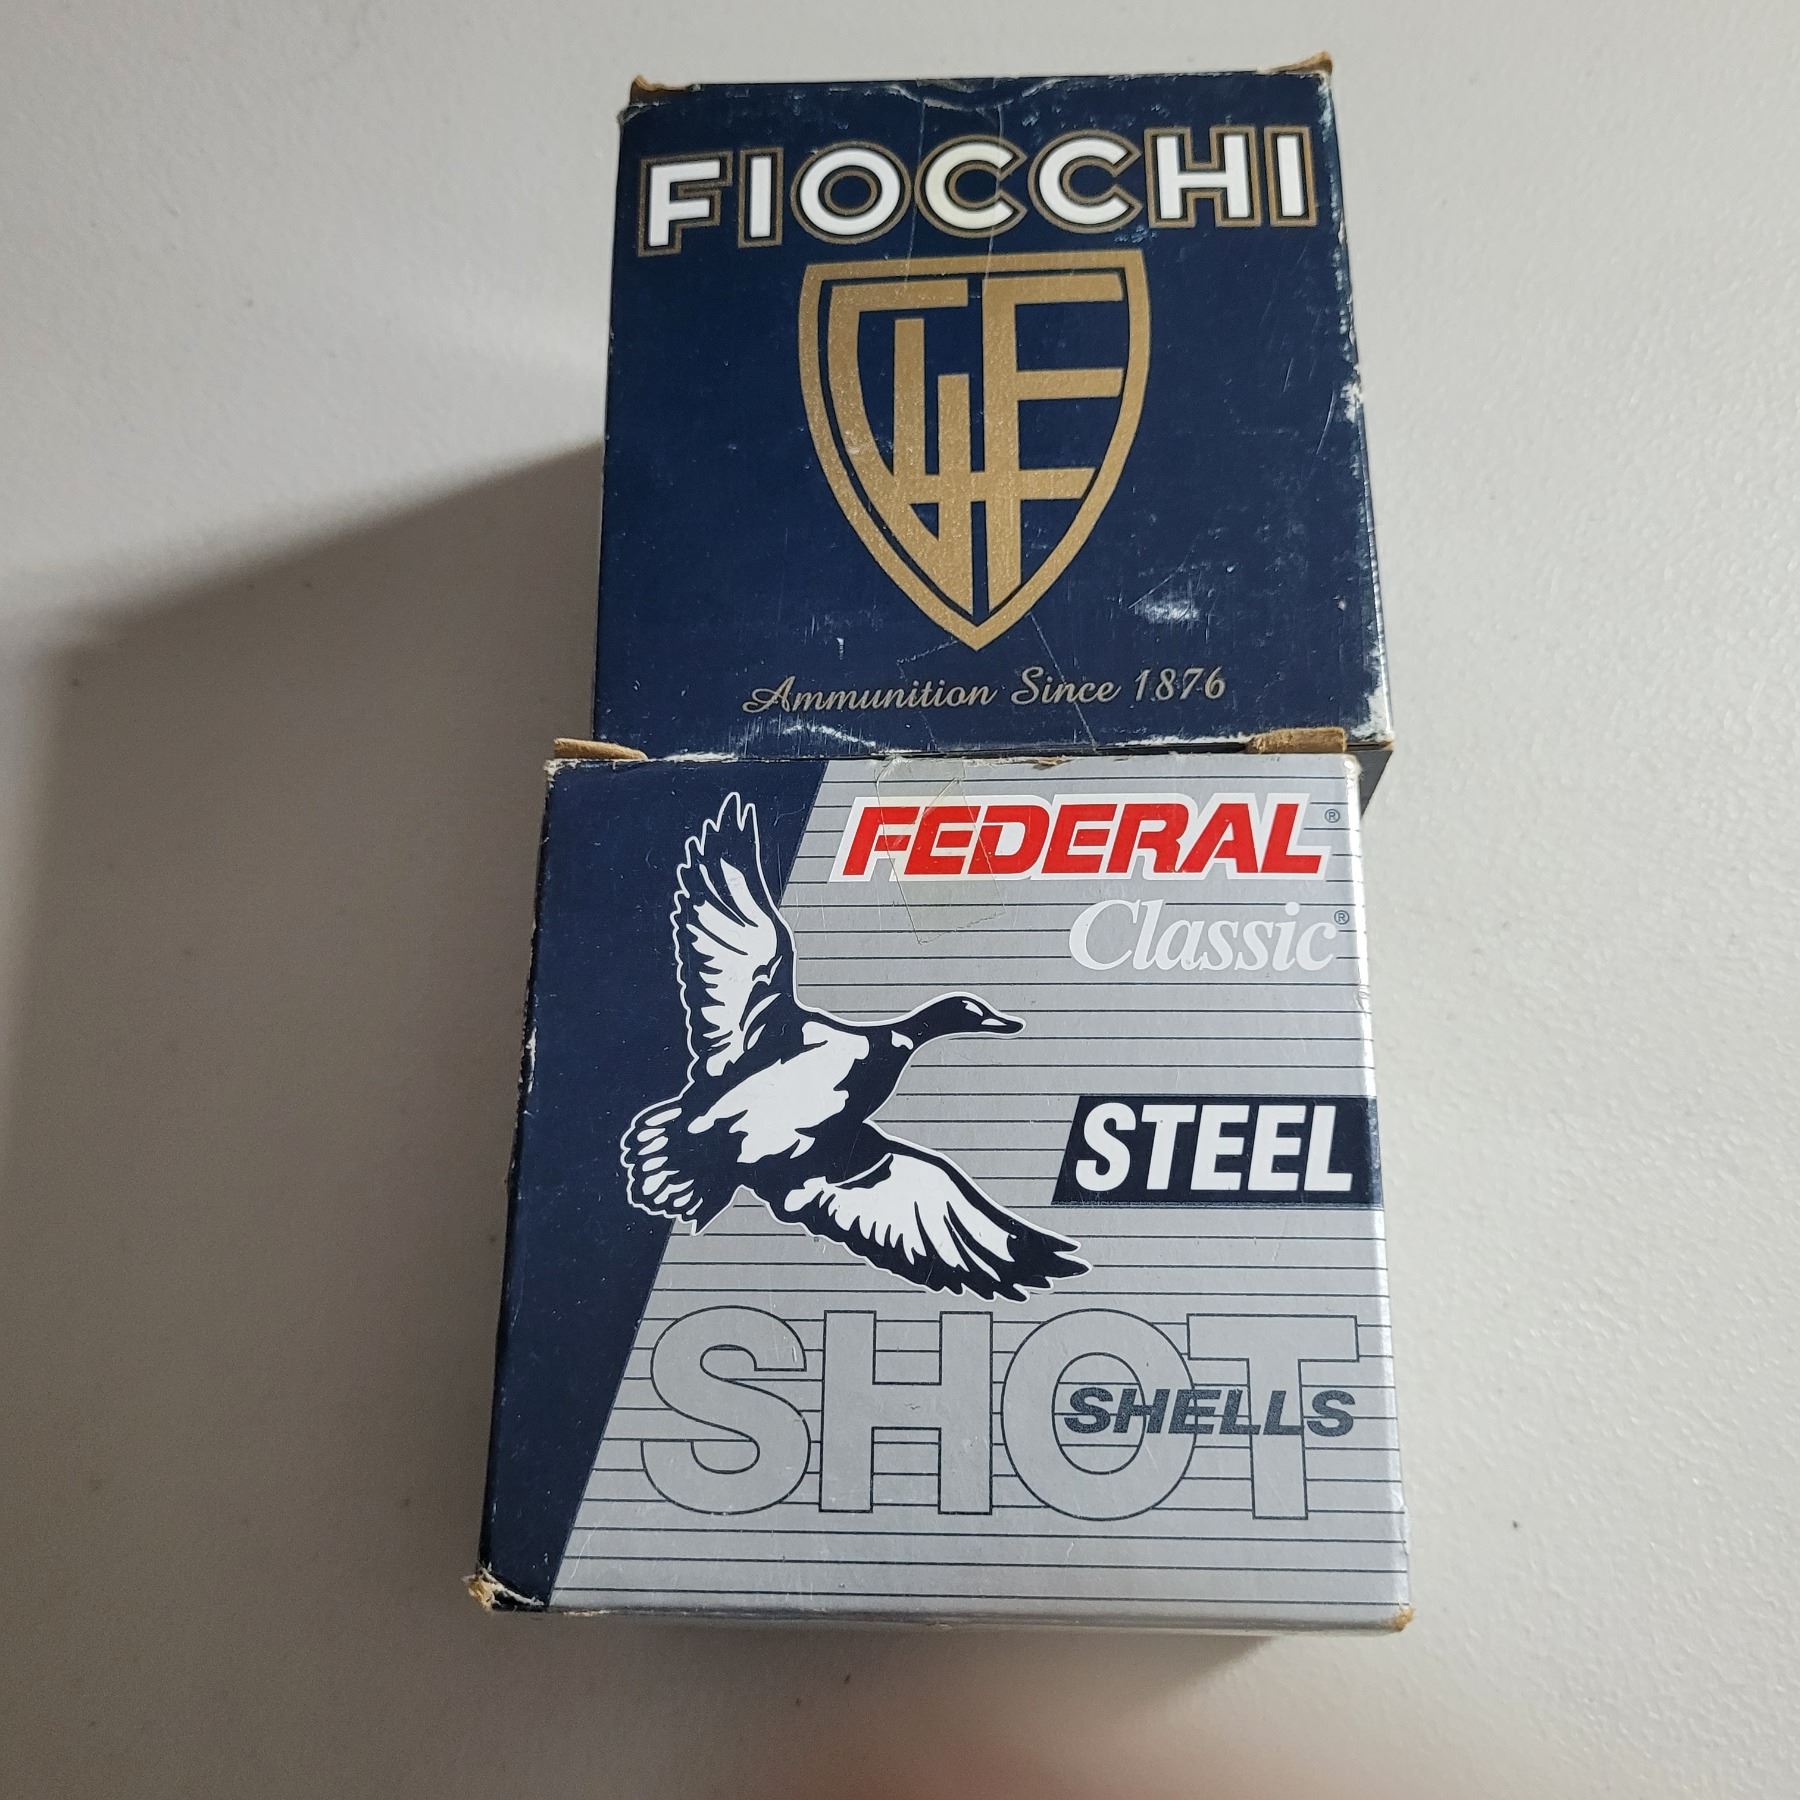 FIOCCHI
Ammunition Since 1876
FEDERAL®
Classic®
STEEL
SHOT
SHELLS